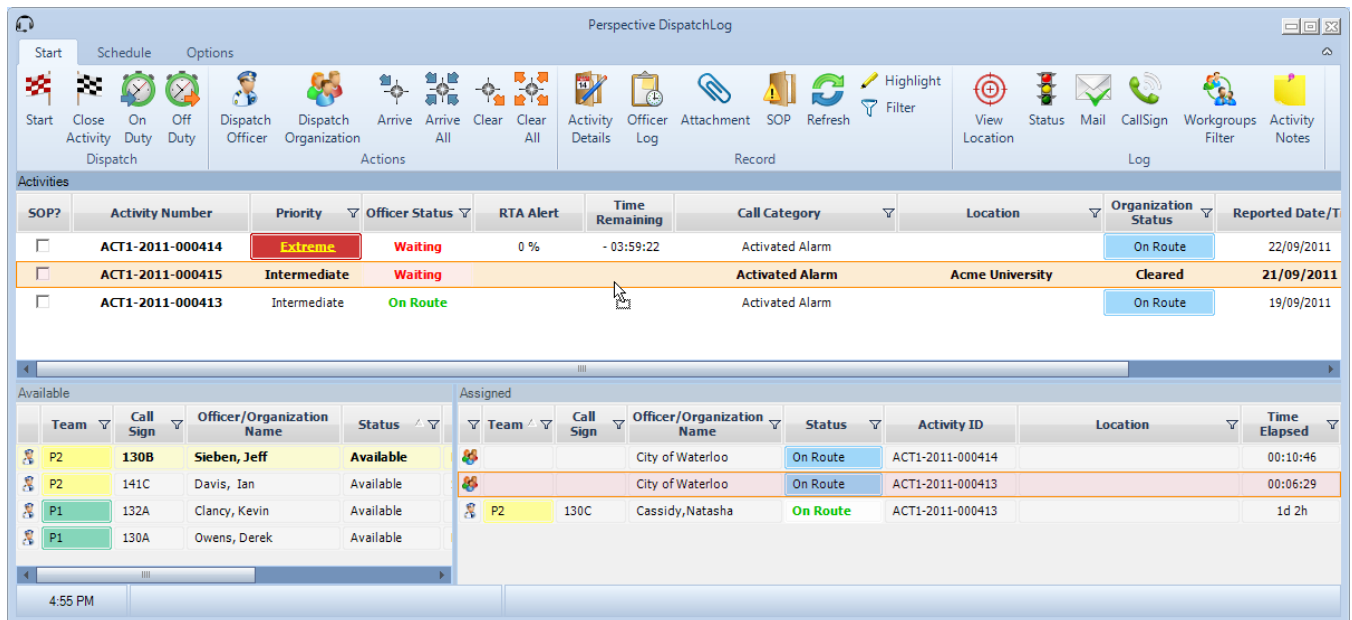 Perspective DispatchLog
Start Schedule Options
Start Close Activity On Duty Off Duty Dispatch Officer Dispatch Organization Arrive Arrive All Clear Clear All Activity Details Officer Log Attachment SOP Refresh Highlight Filter View Location Status Mail CallSign Workgroups Filter Activity Notes
Dispatch Actions Record Log
Activities
SOP? Activity Number Priority Officer Status RTA Alert Time Remaining Call Category Location Organization Status Reported Date/T
ACT1-2011-000414 Extreme Waiting 0 % - 03:59:22 Activated Alarm On Route 22/09/2011
ACT1-2011-000415 Intermediate Waiting Activated Alarm Acme University Cleared 21/09/2011
ACT1-2011-000413 Intermediate On Route Activated Alarm On Route 19/09/2011
Available
Team Call Sign Officer/Organization Name Status
P2 130B Sieben, Jeff Available
P2 141C Davis, Ian Available
P1 132A Clancy, Kevin Available
P1 130A Owens, Derek Available
Assigned
Team Call Sign Officer/Organization Name Status Activity ID Location Time Elapsed
City of Waterloo On Route ACT1-2011-000414 00:10:46
City of Waterloo On Route ACT1-2011-000413 00:06:29
P2 130C Cassidy,Natasha On Route ACT1-2011-000413 1d 2h
4:55 PM